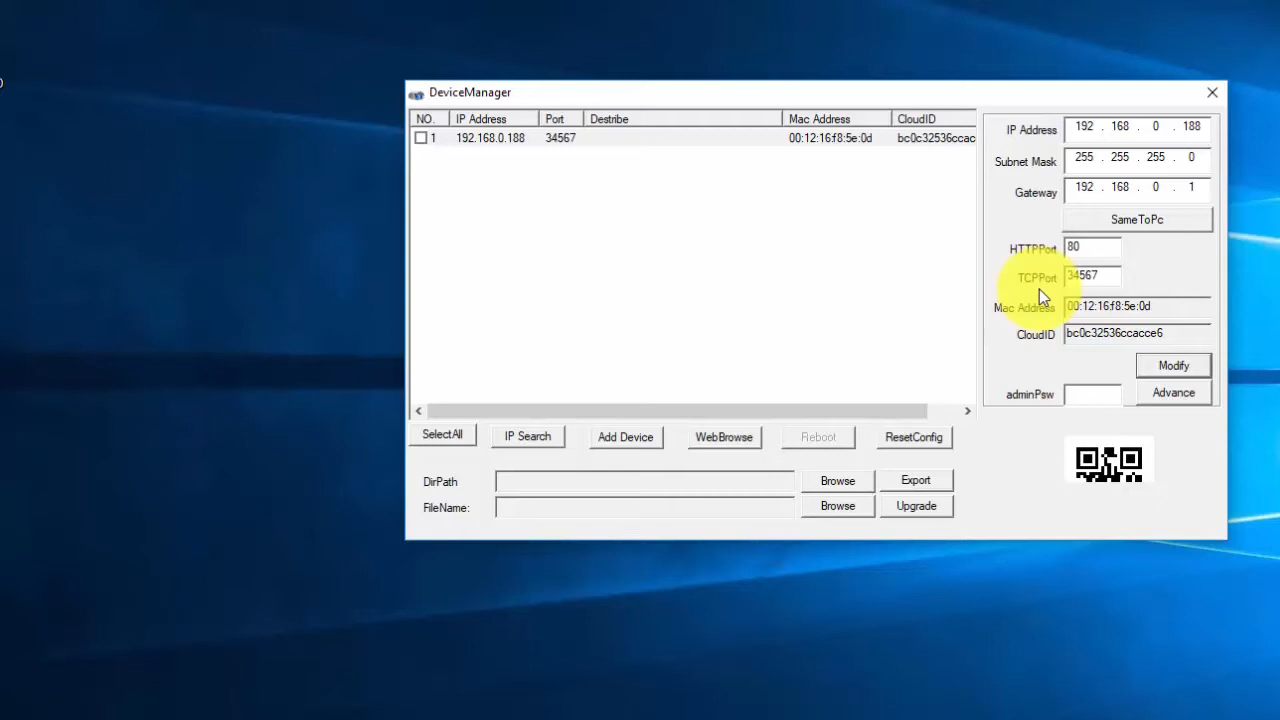 DeviceManager
NO. IP Address Port Destribe Mac Address CloudID
1 192.168.0.188 34567 00:12:16:f8:5e:0d bc0c32536ccac
IP Address 192 . 168 . 0 . 188
Subnet Mask 255 . 255 . 255 . 0
Gateway 192 . 168 . 0 . 1
SameToPc
HTTPPort 80
TCPPort 34567
Mac Address 00:12:16:f8:5e:0d
CloudID bc0c32536ccacce6
Modify
adminPsw Advance
SelectAll IP Search Add Device WebBrowse Reboot ResetConfig
DirPath Browse Export
FileName: Browse Upgrade